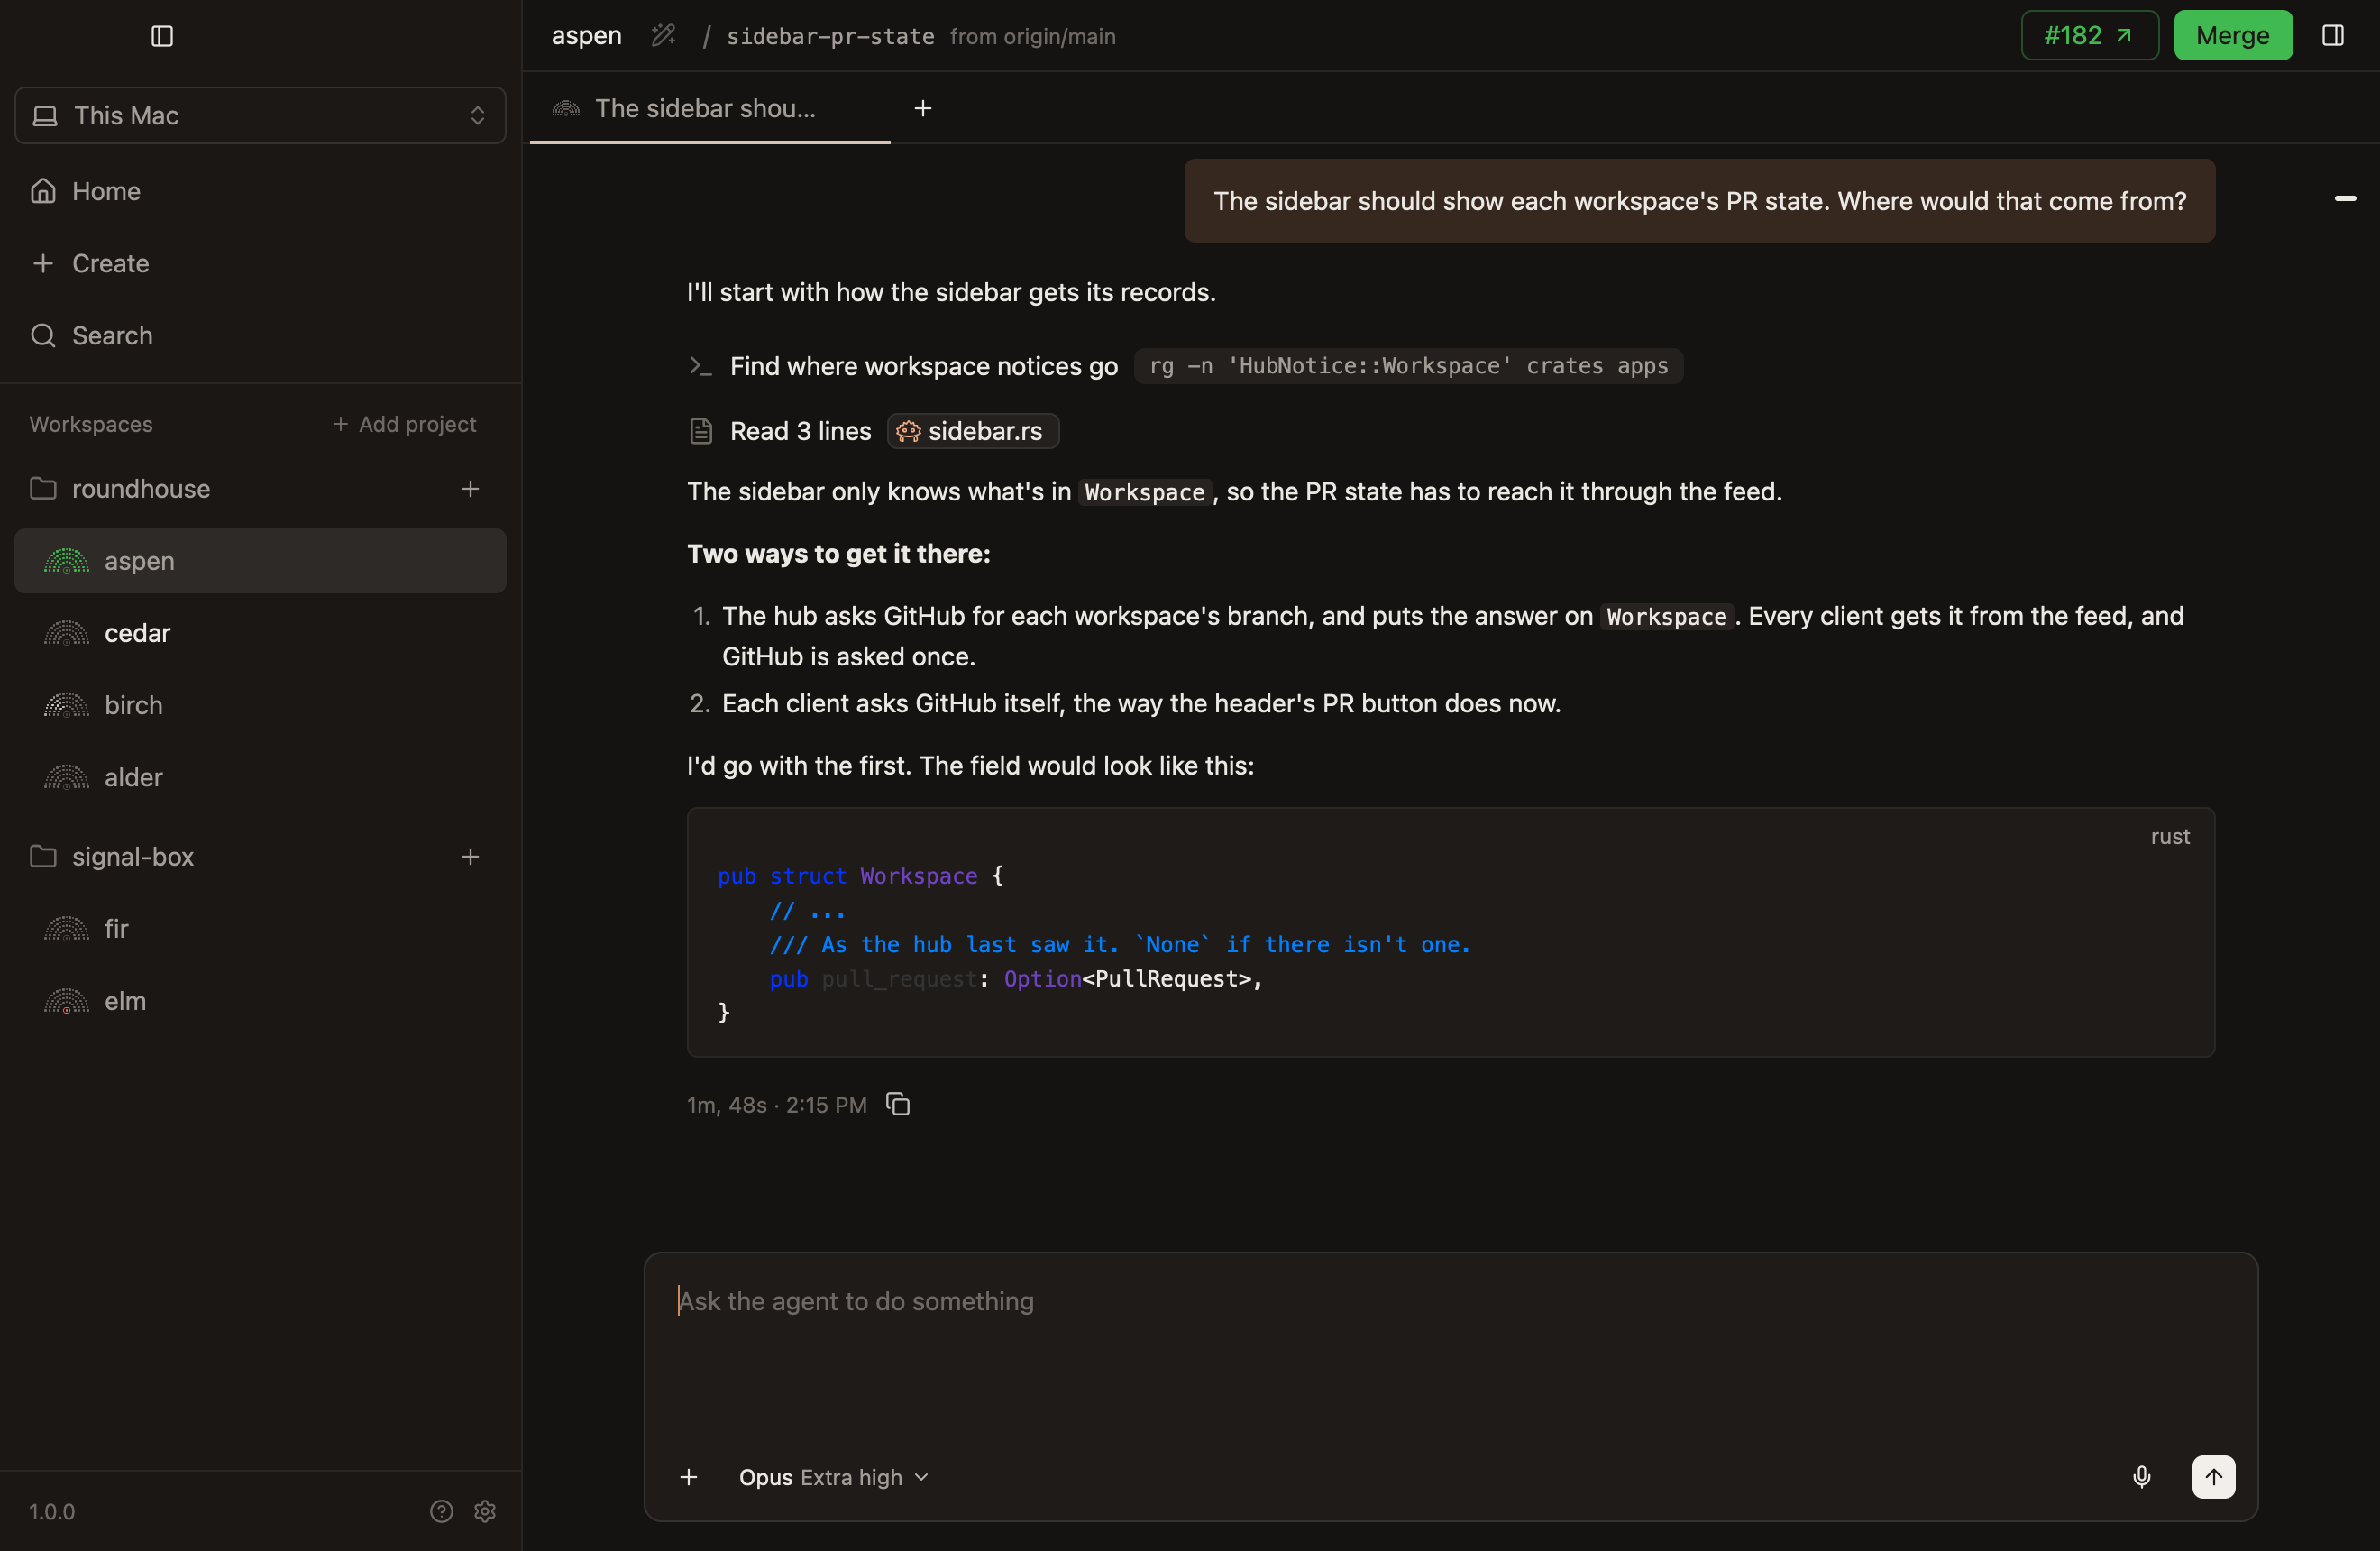 aspen / sidebar-pr-state from origin/main
#182
Merge
This Mac
Home
Create
Search
Workspaces
Add project
roundhouse
aspen
cedar
birch
alder
signal-box
fir
elm
1.0.0
The sidebar shou...
The sidebar should show each workspace's PR state. Where would that come from?
I'll start with how the sidebar gets its records.
Find where workspace notices go rg -n 'HubNotice::Workspace' crates apps
Read 3 lines sidebar.rs
The sidebar only knows what's in Workspace, so the PR state has to reach it through the feed.
Two ways to get it there:
1. The hub asks GitHub for each workspace's branch, and puts the answer on Workspace. Every client gets it from the feed, and
GitHub is asked once.
2. Each client asks GitHub itself, the way the header's PR button does now.
I'd go with the first. The field would look like this:
rust
pub struct Workspace {
    // ...
    /// As the hub last saw it. `None` if there isn't one.
    pub pull_request: Option<PullRequest>,
}
1m, 48s · 2:15 PM
Ask the agent to do something
Opus Extra high